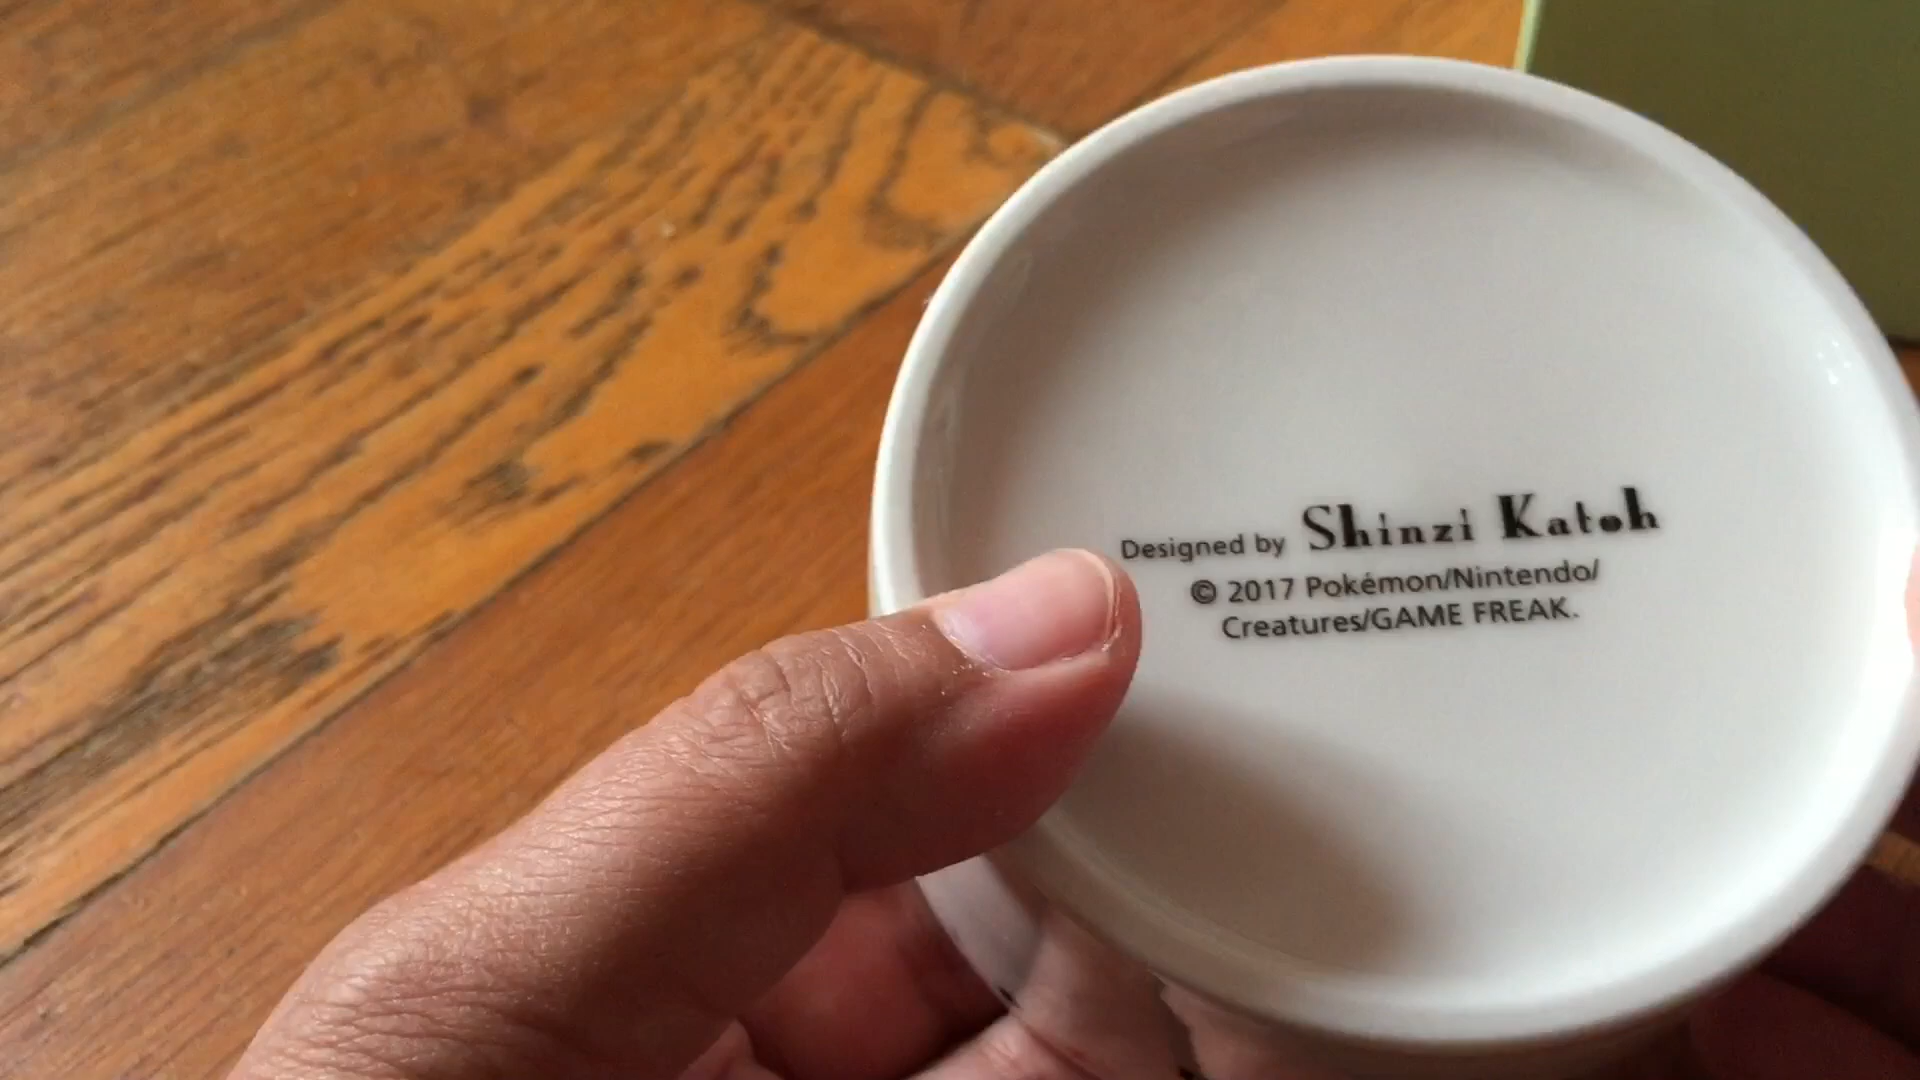 Designed by Shinzi Katoh
© 2017 Pokémon/Nintendo/
Creatures/GAME FREAK.